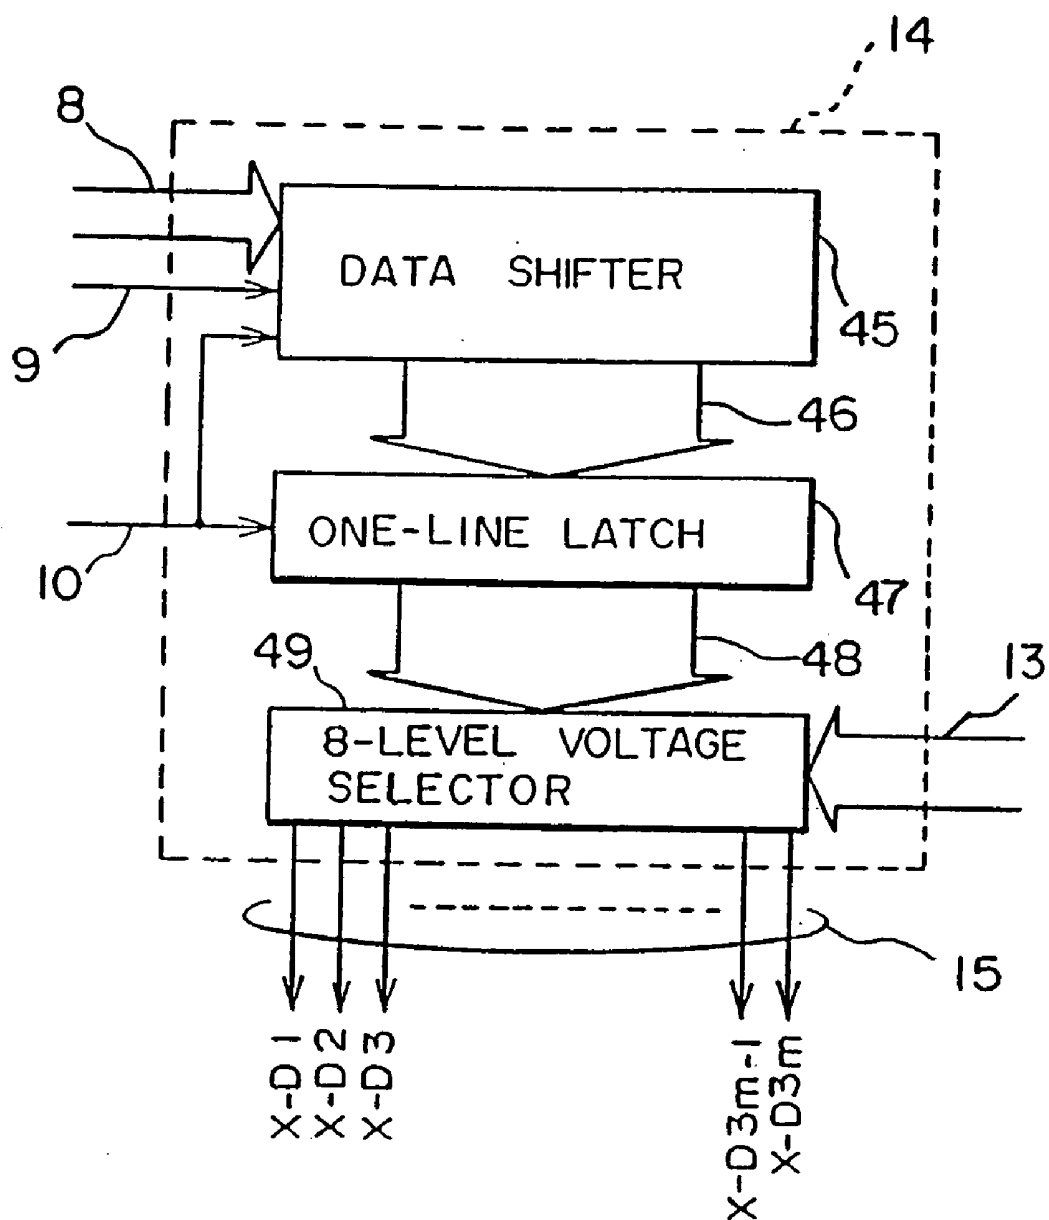 14
8
DATA SHIFTER
45
9
46
ONE-LINE LATCH
10
47
48
49
13
8-LEVEL VOLTAGE
SELECTOR
15
X-D1
X-D2
X-D3
X-D3m-1
X-D3m